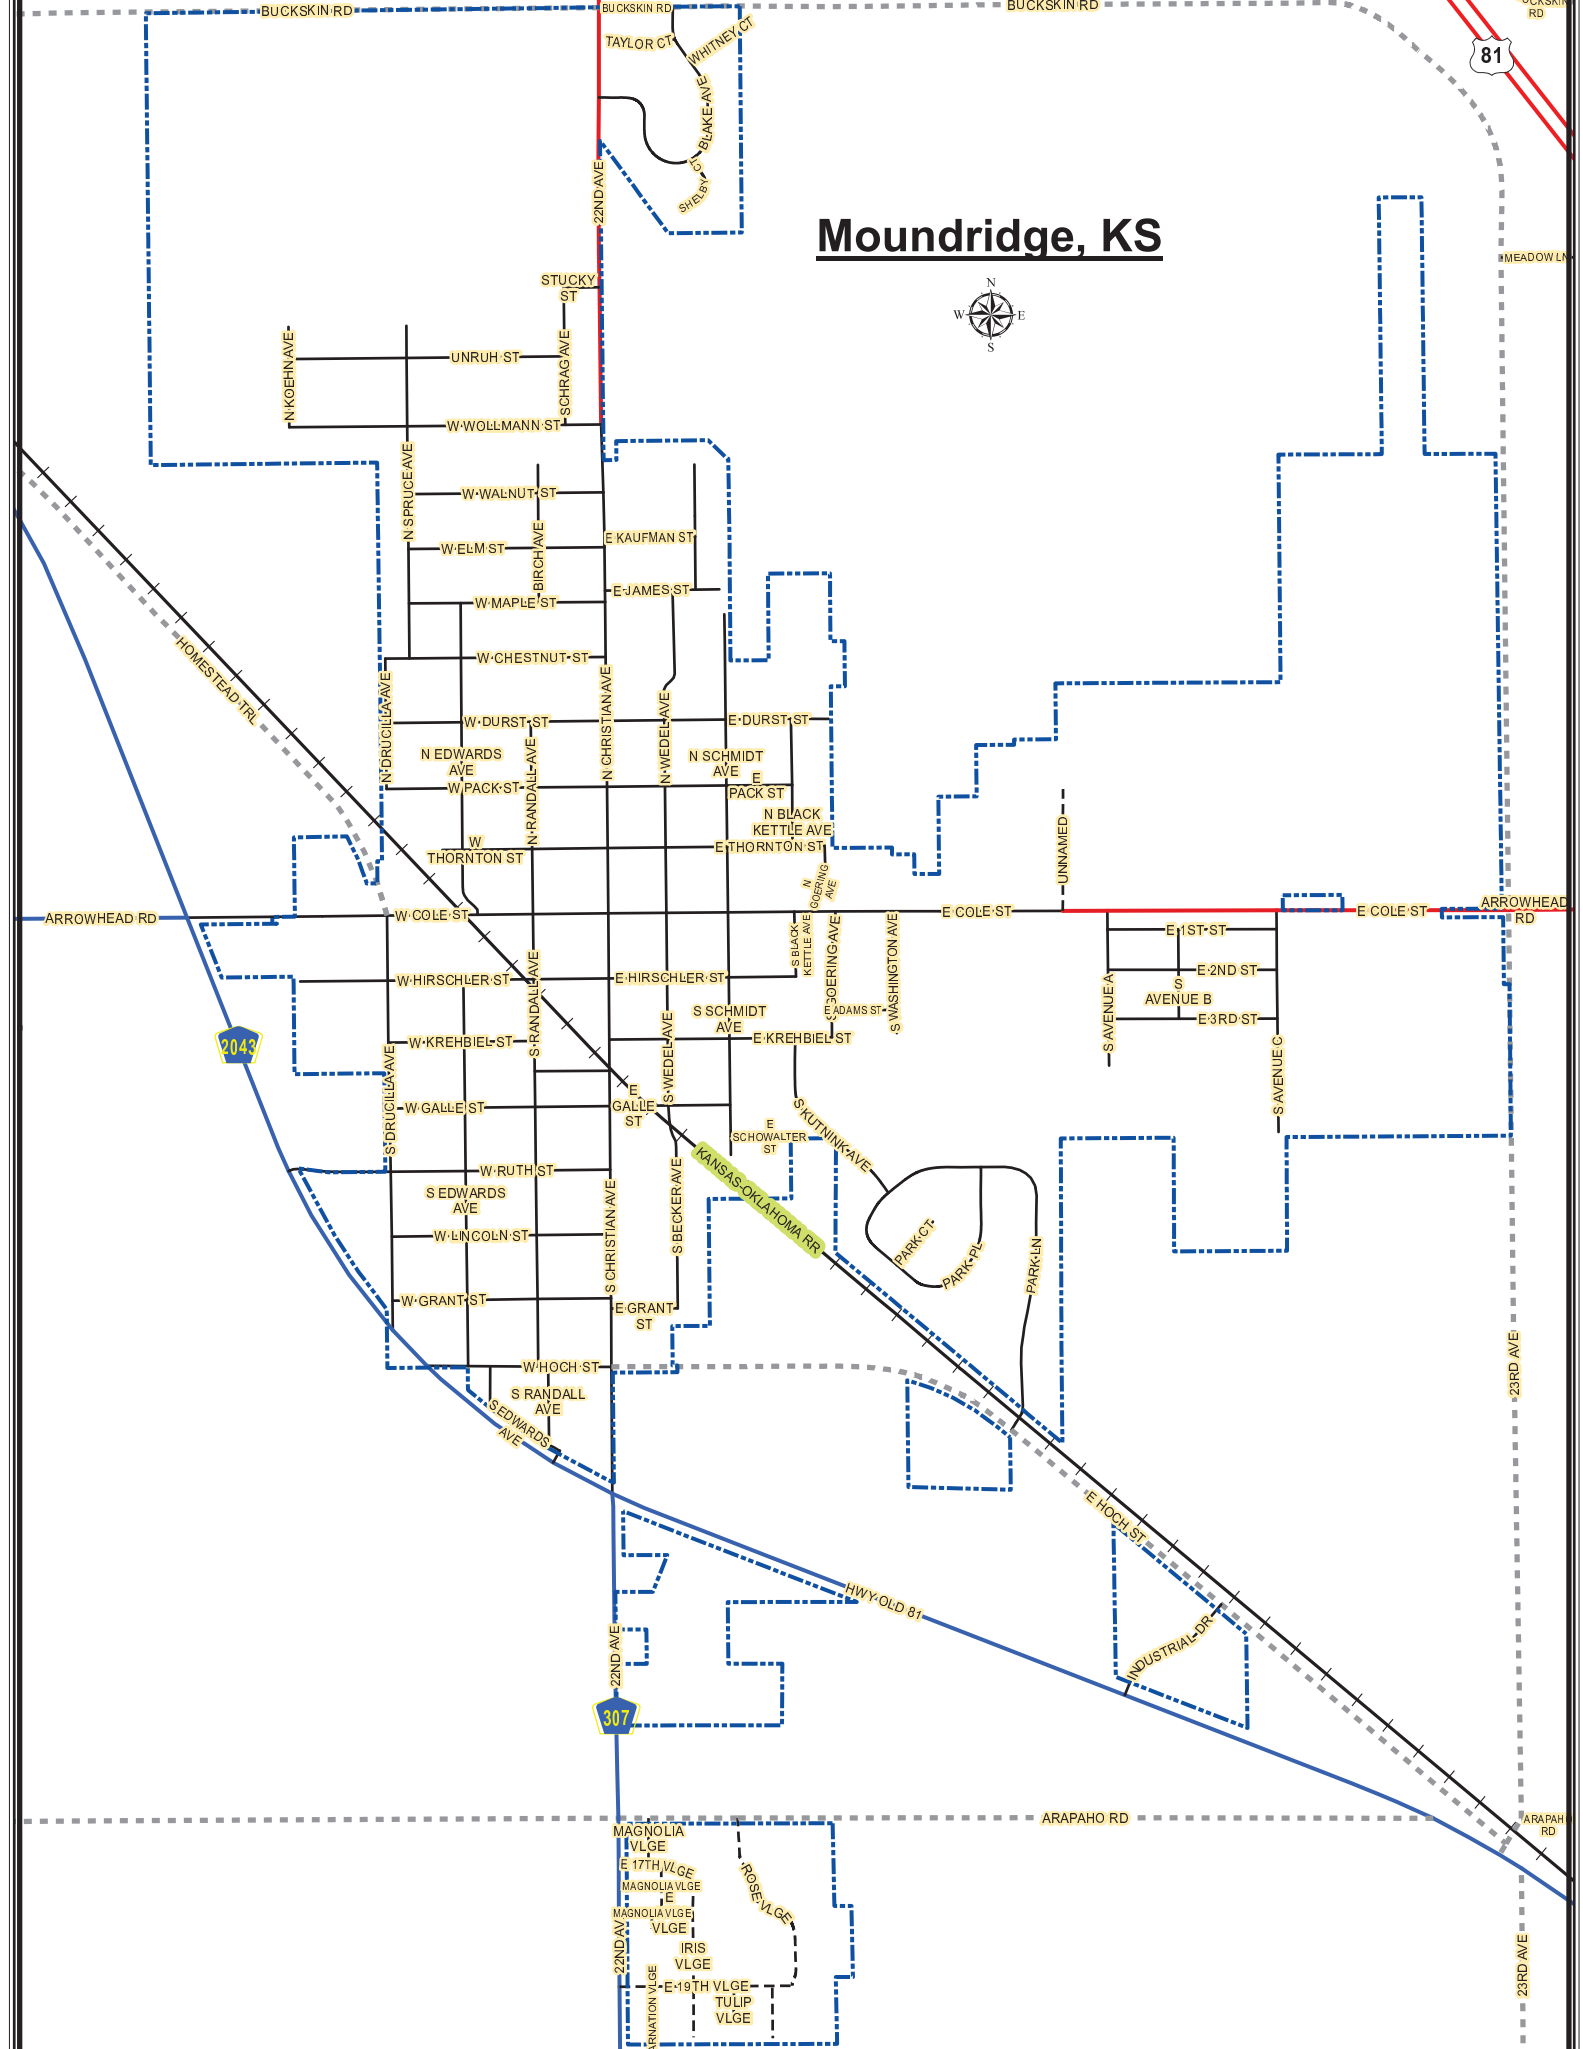 BUCKSKIN RD
BUCKSKIN RD
BUCKSKIN RD
RD
TAYLOR CT
WHITNEY CT
81
BLAKE AVE
SHELBY CT
22ND AVE
Moundridge, KS
MEADOW LN
N
W
E
S
STUCKY
ST
N KOEHN AVE
UNRUH ST
SCHRAG AVE
W WOLLMANN ST
N SPRUCE AVE
W WALNUT ST
BIRCH AVE
E KAUFMAN ST
W ELM ST
E JAMES ST
W MAPLE ST
HOMESTEAD TRL
W CHESTNUT ST
N DRUCILLA AVE
N CHRISTIAN AVE
N WEDEL AVE
W DURST ST
E DURST ST
N EDWARDS
AVE
N RANDALL AVE
N SCHMIDT
AVE
W PACK ST
E
PACK ST
N BLACK
KETTLE AVE
UNNAMED
W
THORNTON ST
E THORNTON ST
N
GOERING
AVE
ARROWHEAD RD
W COLE ST
E COLE ST
E COLE ST
ARROWHEAD
RD
S BLACK
KETTLE AVE
S GOERING AVE
S WASHINGTON AVE
E 1ST ST
W HIRSCHLER ST
S RANDALL AVE
E HIRSCHLER ST
E 2ND ST
S AVENUE A
S
AVENUE B
S SCHMIDT
AVE
E ADAMS ST
E 3RD ST
2043
W KREHBIEL ST
S WEDEL AVE
E KREHBIEL ST
S AVENUE C
S DRUCILLA AVE
W GALLE ST
E
GALLE
ST
S KUTNINK AVE
E
SCHOWALTER
ST
KANSAS-OKLAHOMA RR
W RUTH ST
S EDWARDS
AVE
S CHRISTIAN AVE
S BECKER AVE
W LINCOLN ST
PARK CT
PARK PL
PARK LN
W GRANT ST
E GRANT
ST
W HOCH ST
23RD AVE
S RANDALL
AVE
S EDWARDS
AVE
E HOCH ST
HWY OLD 81
22ND AVE
INDUSTRIAL DR
307
ARAPAHO RD
RD
MAGNOLIA
VLGE
E 17TH VLGE
MAGNOLIA VLGE
E
MAGNOLIA VLGE
VLGE
ROSE VLGE
22ND AV
IRIS
VLGE
23RD AVE
E 19TH VLGE
TULIP
VLGE
ARNATION VLGE